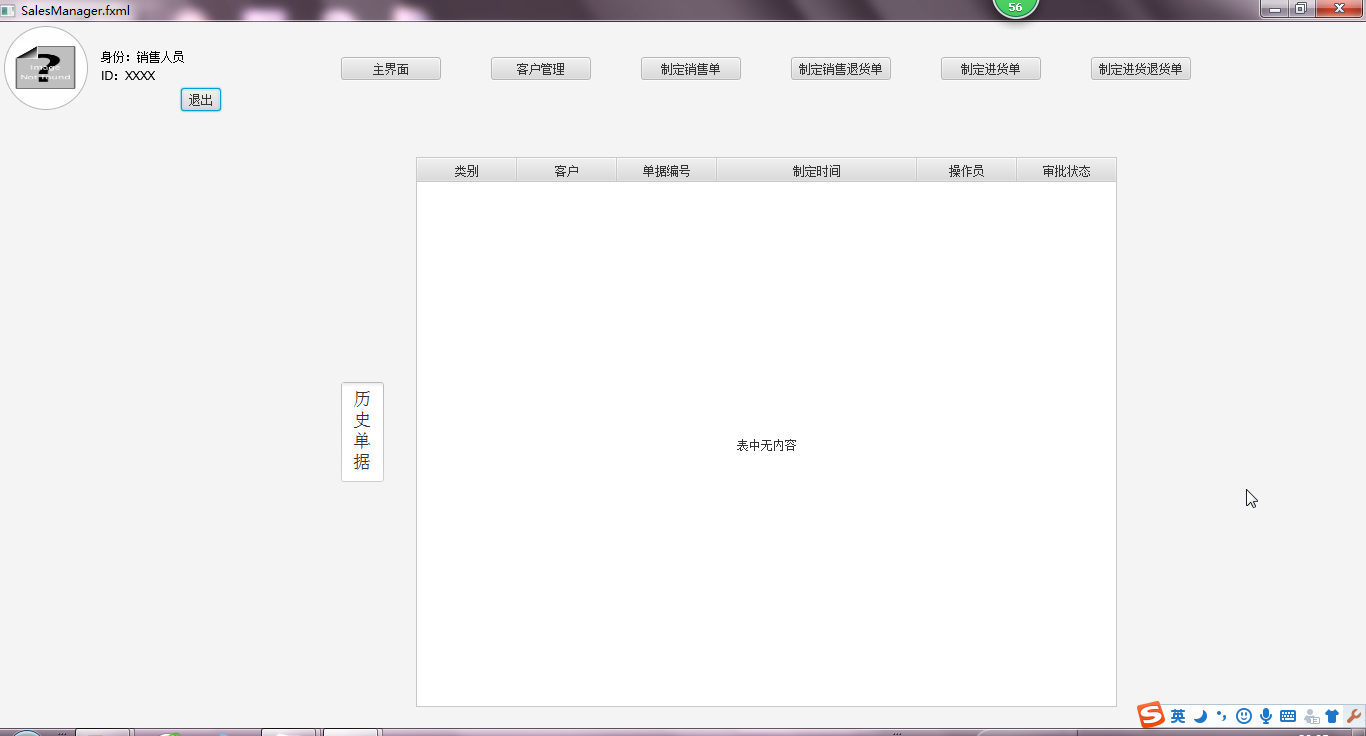 SalesManager.fxml
56
Image
Not Found
身份：销售人员
ID：XXXX
退出
主界面
客户管理
制定销售单
制定销售退货单
制定进货单
制定进货退货单
类别
客户
单据编号
制定时间
操作员
审批状态
历
史
单
据
表中无内容
英